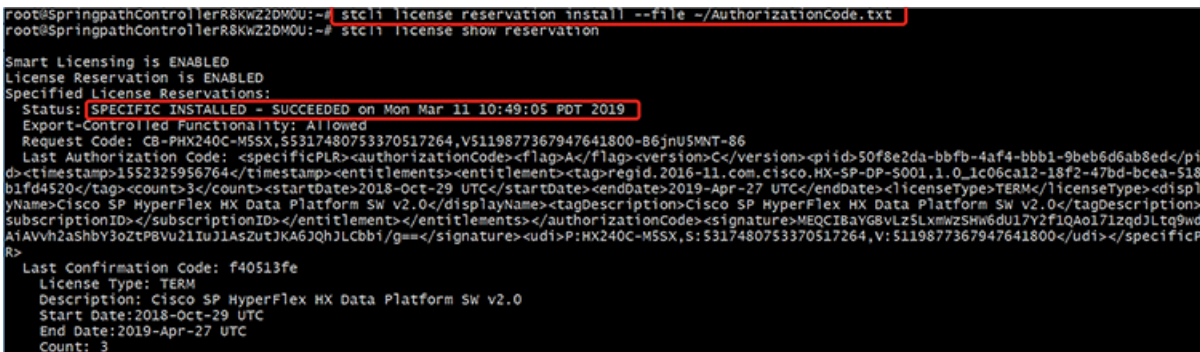 root@SpringpathControllerR8KWZ2DMOU:~# stcli license reservation install --file ~/AuthorizationCode.txt
root@SpringpathControllerR8KWZ2DMOU:~# stcli license show reservation
Smart Licensing is ENABLED
License Reservation is ENABLED
Specified License Reservations:
Status: SPECIFIC INSTALLED - SUCCEEDED on Mon Mar 11 10:49:05 PDT 2019
Export-Controlled Functionality: Allowed
Request Code: CB-PHX240C-M5SX,S5317480753370517264,V5119877367947641800-B6jnU5MNT-86
Last Authorization Code: <specificPLR><authorizationCode><flag>A</flag><version>C</version><piid>50f8e2da-bbfb-4af4-bbb1-9beb6d6ab8ed</pi
d><timestamp>1552325956764</timestamp><entitlements><entitlement><tag>regid.2016-11.com.cisco.HX-SP-DP-S001,1.0_1c06ca12-18f2-47bd-bcea-518
b1fd4520</tag><count>3</count><startDate>2018-Oct-29 UTC</startDate><endDate>2019-Apr-27 UTC</endDate><licenseType>TERM</licenseType><displ
yName>Cisco SP HyperFlex HX Data Platform SW v2.0</displayName><tagDescription>Cisco SP HyperFlex HX Data Platform SW v2.0</tagDescription>
subscriptionID></subscriptionID></entitlement></entitlements></authorizationCode><signature>MEQCIBaYGBvLzSLxmWzSHW6dU17Y2f1QAo171zqdJLtq9wz
AiAVvh2aShbY3oZtPBVu21IuJ1AsZutJKA6JQhJLCbbi/g==</signature><udi>P:HX240C-M5SX,S:5317480753370517264,V:5119877367947641800</udi></specificP
R>
Last Confirmation Code: f40513fe
License Type: TERM
Description: Cisco SP HyperFlex HX Data Platform SW v2.0
Start Date:2018-Oct-29 UTC
End Date:2019-Apr-27 UTC
Count: 3